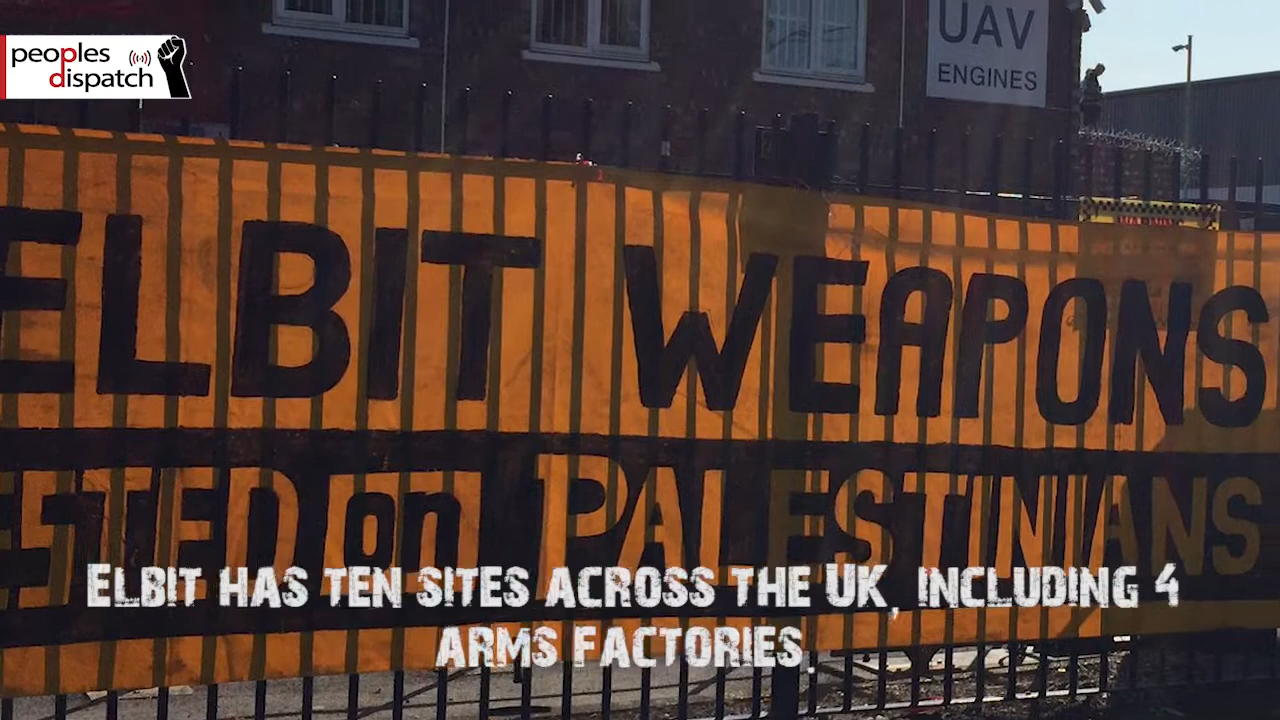 peoples
dispatch
UAV
ENGINES
ELBIT WEAPONS
ESTED on PALESTINIANS
ELBIT HAS TEN SITES ACROSS THE UK, INCLUDING 4
ARMS FACTORIES.